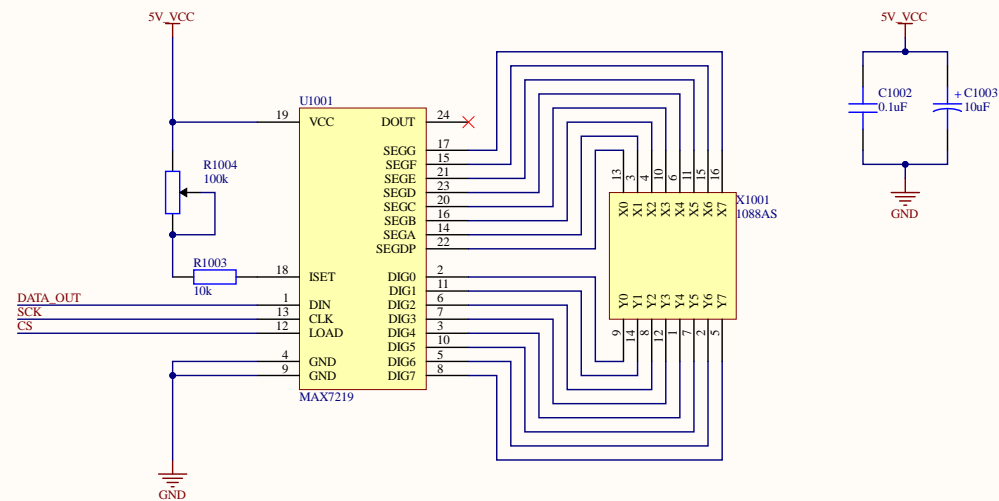 5V_VCC
5V_VCC
U1001
19
VCC
DOUT
24
SEGG
17
SEGF
15
SEGE
21
SEGD
23
SEGC
20
SEGB
16
SEGA
14
SEGDP
22
R1004
100k
R1003
10k
18
ISET
DIG0
2
DIG1
11
DIG2
6
DIG3
7
DIG4
3
DIG5
10
DIG6
5
DIG7
8
DATA_OUT
1
DIN
SCK
13
CLK
CS
12
LOAD
4
GND
9
GND
MAX7219
GND
13 3 4 10 6 11 15 16
X0 X1 X2 X3 X4 X5 X6 X7
X1001
1088AS
Y0 Y1 Y2 Y3 Y4 Y5 Y6 Y7
9 14 8 12 1 7 2 5
C1002
0.1uF
+ C1003
10uF
GND